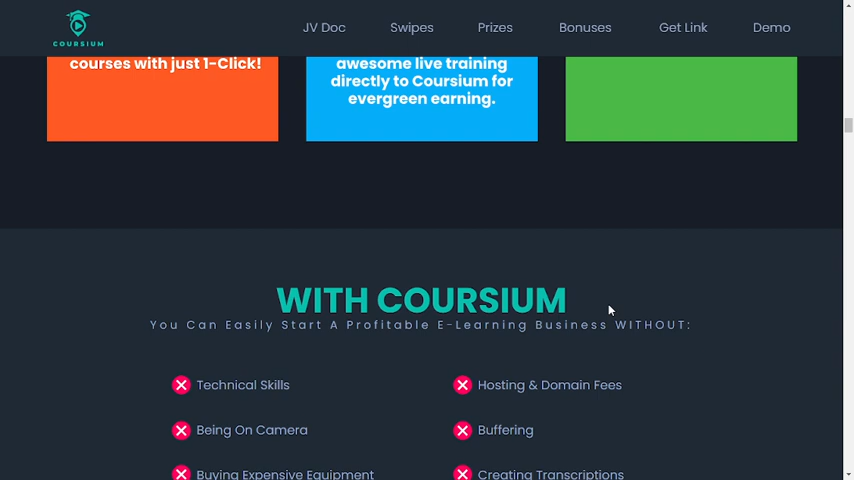 JV Doc Swipes Prizes Bonuses Get Link Demo
COURSIUM
courses with just 1-Click!
awesome live training
directly to Coursium for
evergreen earning.
WITH COURSIUM
You Can Easily Start A Profitable E-Learning Business WITHOUT:
Technical Skills
Hosting & Domain Fees
Being On Camera
Buffering
Buying Expensive Equipment
Creating Transcriptions